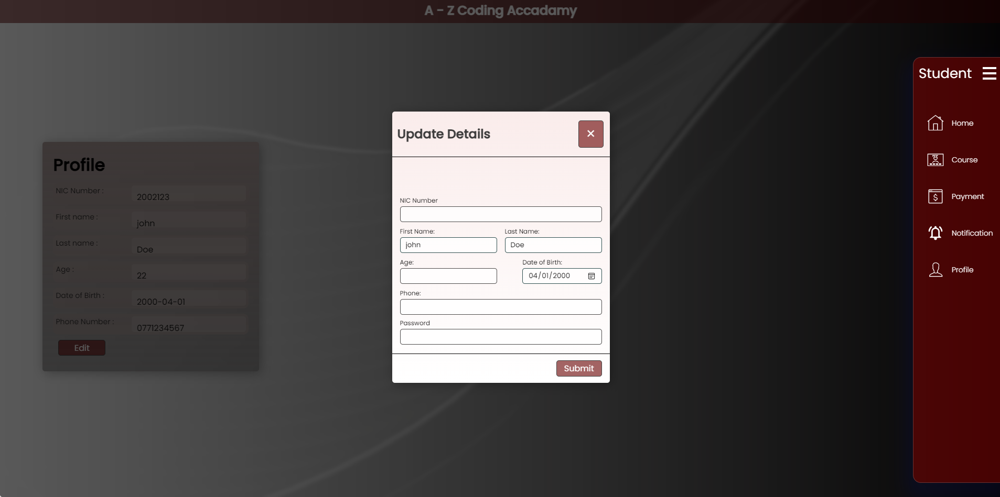 A - Z Coding Accadamy
Student
Home
Course
Payment
Notification
Profile
Profile
NIC Number : 2002123
First name : john
Last name : Doe
Age : 22
Date of Birth : 2000-04-01
Phone Number : 0771234567
Edit
Update Details
NIC Number
First Name: Last Name:
john Doe
Age: Date of Birth:
04/01/2000
Phone:
Password
Submit